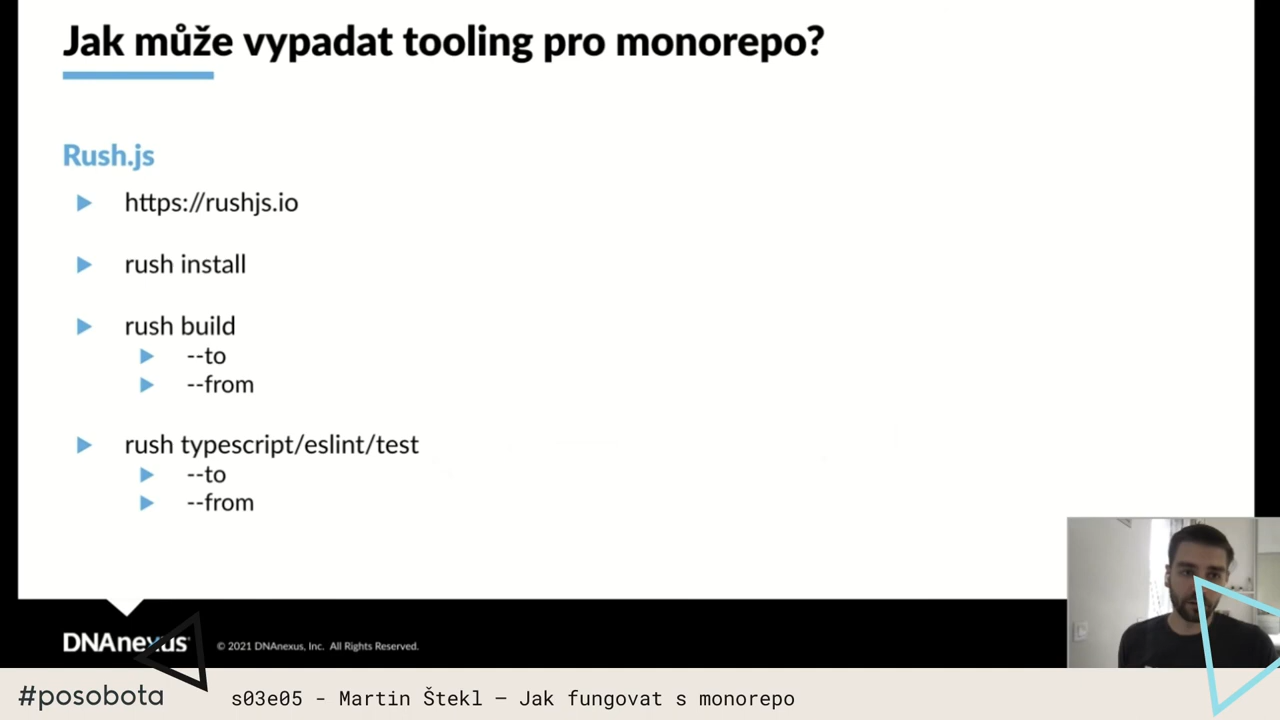 Jak může vypadat tooling pro monorepo?
Rush.js
https://rushjs.io
rush install
rush build
--to
--from
rush typescript/eslint/test
--to
--from
DNAnexus
© 2021 DNAnexus, Inc. All Rights Reserved.
#posobota
s03e05 - Martin Štekl – Jak fungovat s monorepo